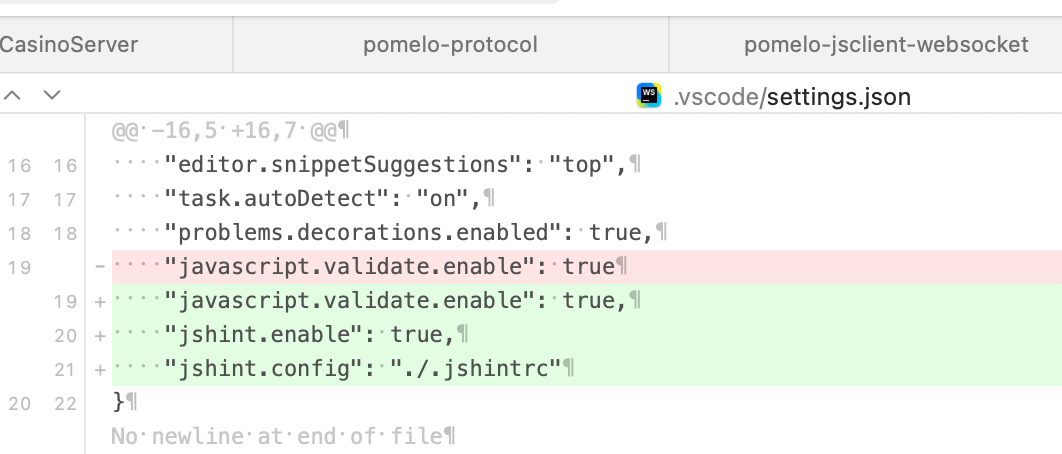 CasinoServer pomelo-protocol pomelo-jsclient-websocket
WS .vscode/settings.json
@@·-16,5·+16,7·@@¶
16 16 ····"editor.snippetSuggestions":·"top",¶
17 17 ····"task.autoDetect":·"on",¶
18 18 ····"problems.decorations.enabled":·true,¶
19 -····"javascript.validate.enable":·true¶
19 +····"javascript.validate.enable":·true,¶
20 +····"jshint.enable":·true,¶
21 +····"jshint.config":·"./.jshintrc"¶
20 22 }¶
No·newline·at·end·of·file¶